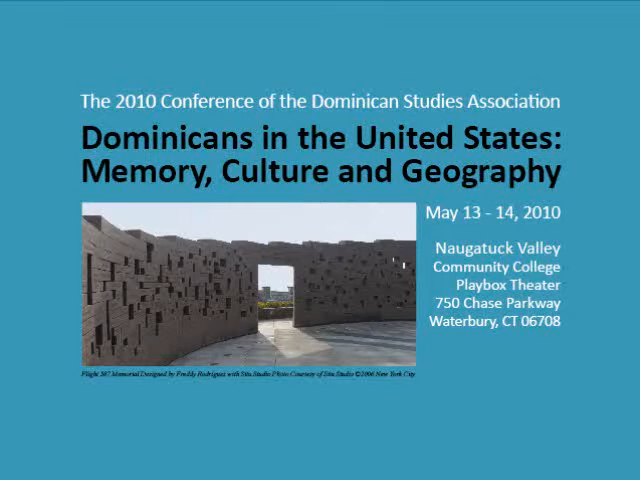 The 2010 Conference of the Dominican Studies Association
Dominicans in the United States:
Memory, Culture and Geography
May 13 - 14, 2010
Naugatuck Valley
Community College
Playbox Theater
750 Chase Parkway
Waterbury, CT 06708
Flight 587 Memorial Designed by Freddy Rodriguez with Situ Studio Photo Courtesy of Situ Studio ©2006 New York City